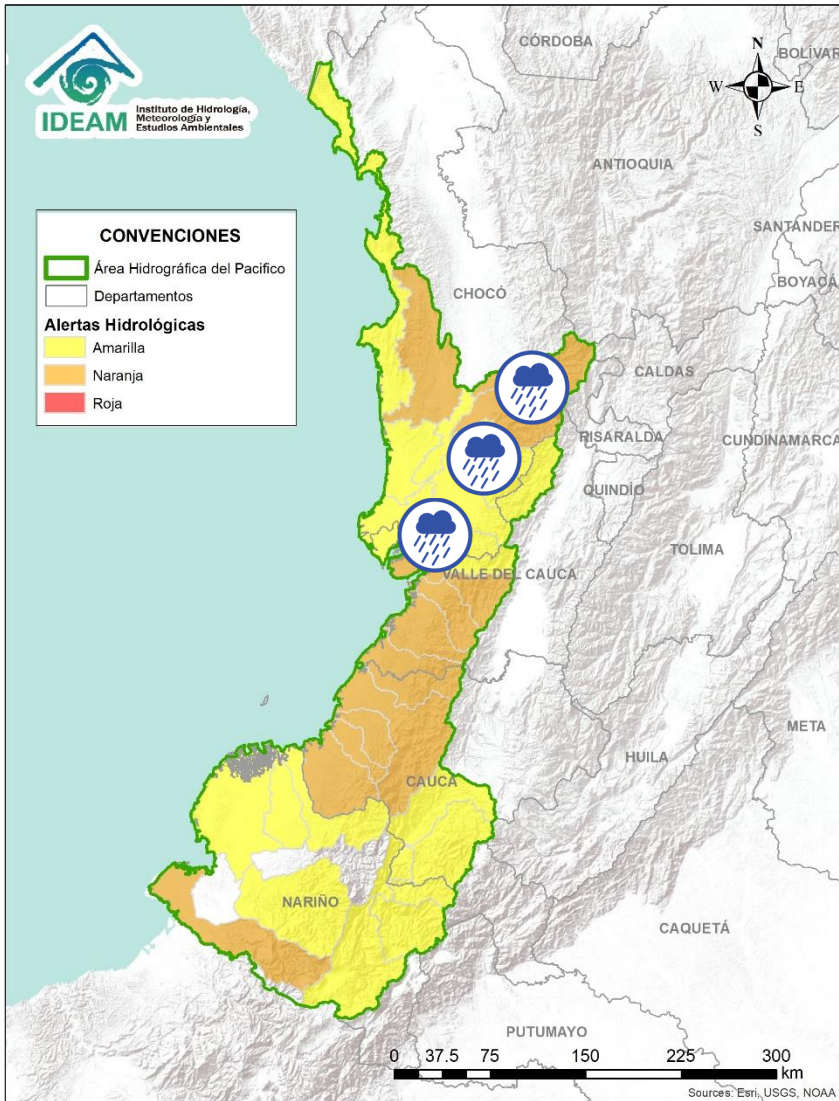 IDEAM
Instituto de Hidrología,
Meteorología y
Estudios Ambientales
CÓRDOBA
BOLÍVAR
N
W
E
S
ANTIOQUIA
SANTANDER
BOYACÁ
CONVENCIONES
Área Hidrográfica del Pacifico
Departamentos
Alertas Hidrológicas
Amarilla
Naranja
Roja
CHOCÓ
CALDAS
RISARALDA
CUNDINAMARCA
QUINDÍO
TOLIMA
VALLE DEL CAUCA
META
HUILA
CAUCA
NARIÑO
CAQUETÁ
PUTUMAYO
0 37.5 75 150 225 300
km
Sources: Esri, USGS, NOAA